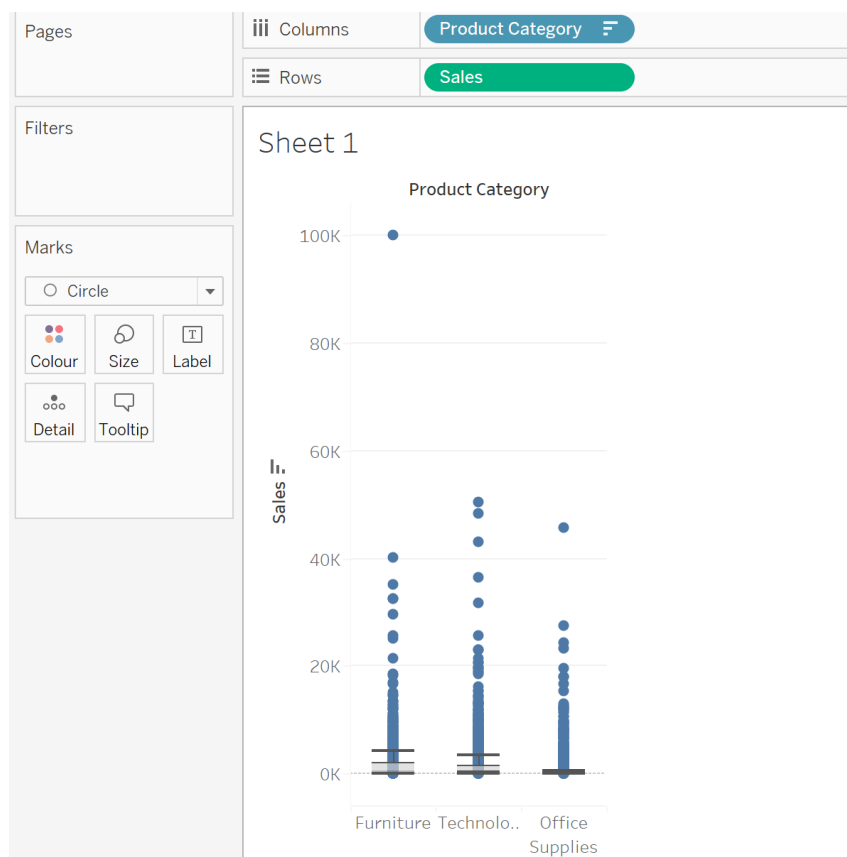 Pages
Columns
Product Category
Rows
Sales
Filters
Marks
Circle
Colour
Size
T
Label
Detail
Tooltip
Sheet 1
Product Category
100K
80K
60K
40K
20K
0K
Sales
Furniture
Technolo..
Office
Supplies